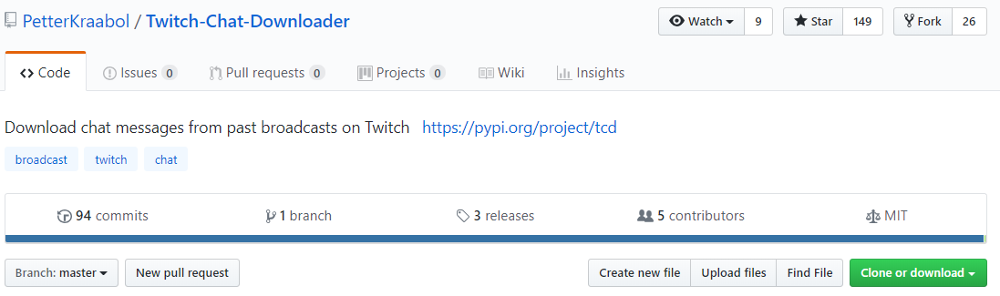 PetterKraabol / Twitch-Chat-Downloader Watch 9 Star 149 Fork 26
Code Issues 0 Pull requests 0 Projects 0 Wiki Insights
Download chat messages from past broadcasts on Twitch https://pypi.org/project/tcd
broadcast twitch chat
94 commits 1 branch 3 releases 5 contributors MIT
Branch: master New pull request Create new file Upload files Find File Clone or download